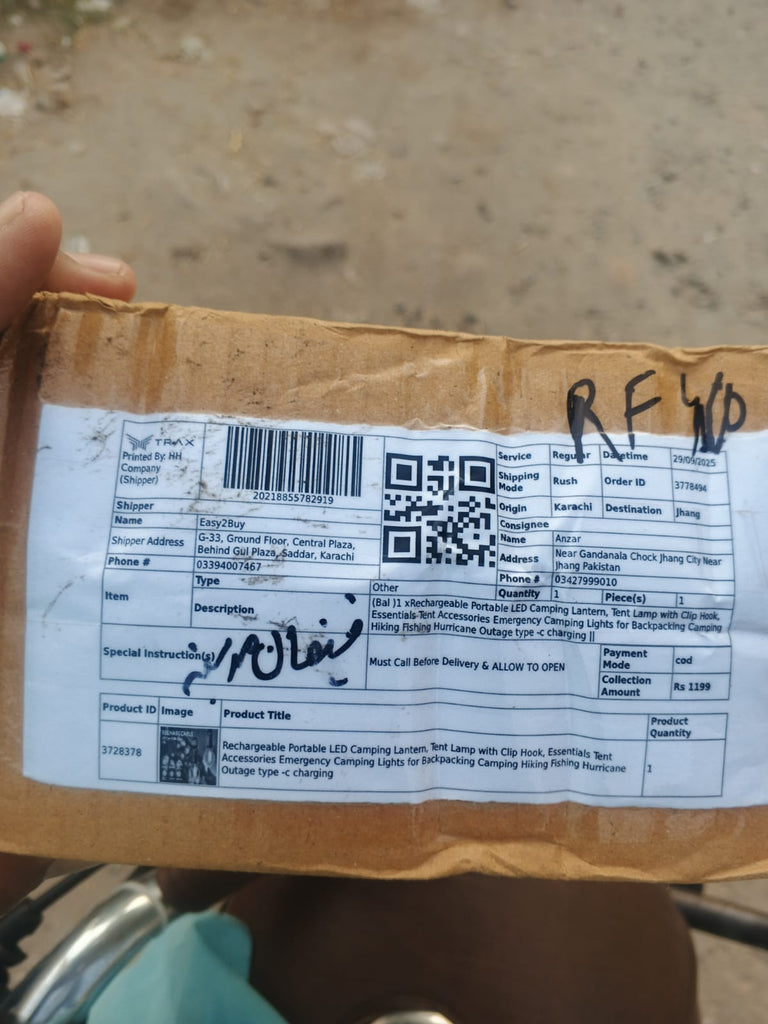 RF
TRAX
Printed By: HH
Company
(Shipper)
20218855782919
Service Regular Datetime 29/09/2025
Shipping Mode Rush Order ID 3778494
Origin Karachi Destination Jhang
Shipper
Name Easy2Buy
Shipper Address G-33, Ground Floor, Central Plaza,
Behind Gul Plaza, Saddar, Karachi
Phone # 03394007467
Consignee
Name Anzar
Address Near Gandanala Chock Jhang City Near
Jhang Pakistan
Phone # 03427999010
Item Type Other Quantity 1 Piece(s) 1
Description (Bal )1 xRechargeable Portable LED Camping Lantern, Tent Lamp with Clip Hook,
Essentials Tent Accessories Emergency Camping Lights for Backpacking Camping
Hiking Fishing Hurricane Outage type -c charging ||
Special Instruction(s) Must Call Before Delivery & ALLOW TO OPEN
Payment Mode cod
Collection Amount Rs 1199
Product ID Image Product Title Product Quantity
3728378 Rechargeable Portable LED Camping Lantern, Tent Lamp with Clip Hook, Essentials Tent
Accessories Emergency Camping Lights for Backpacking Camping Hiking Fishing Hurricane
Outage type -c charging 1